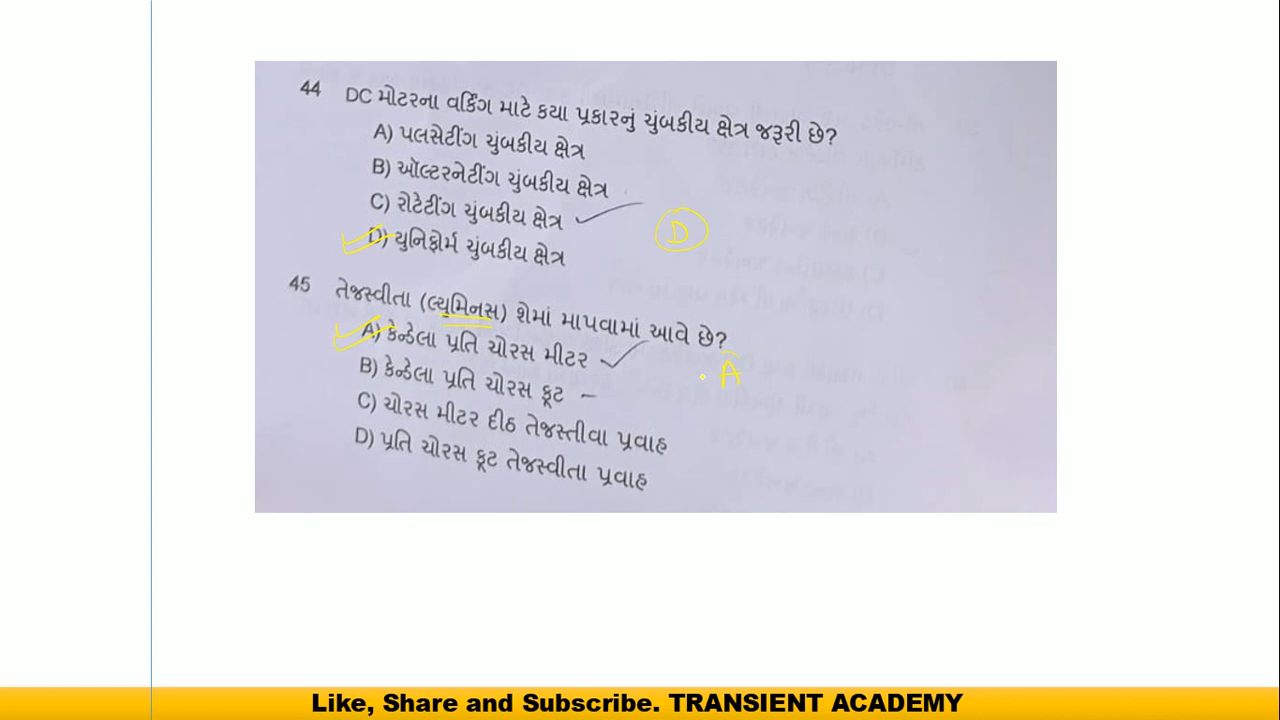 44 DC મોટરના વર્કિંગ માટે કયા પ્રકારનું ચુંબકીય ક્ષેત્ર જરૂરી છે?
A) પલસેટીંગ ચુંબકીય ક્ષેત્ર
B) ઑલ્ટરનેટીંગ ચુંબકીય ક્ષેત્ર
C) રોટેટીંગ ચુંબકીય ક્ષેત્ર
D) યુનિફોર્મ ચુંબકીય ક્ષેત્ર
D
45 તેજસ્વીતા (લ્યુમિનસ) શેમાં માપવામાં આવે છે?
A) કેન્ડેલા પ્રતિ ચોરસ મીટર
A
B) કેન્ડેલા પ્રતિ ચોરસ ફૂટ
C) ચોરસ મીટર દીઠ તેજસ્તીવા પ્રવાહ
D) પ્રતિ ચોરસ ફૂટ તેજસ્વીતા પ્રવાહ
Like, Share and Subscribe. TRANSIENT ACADEMY